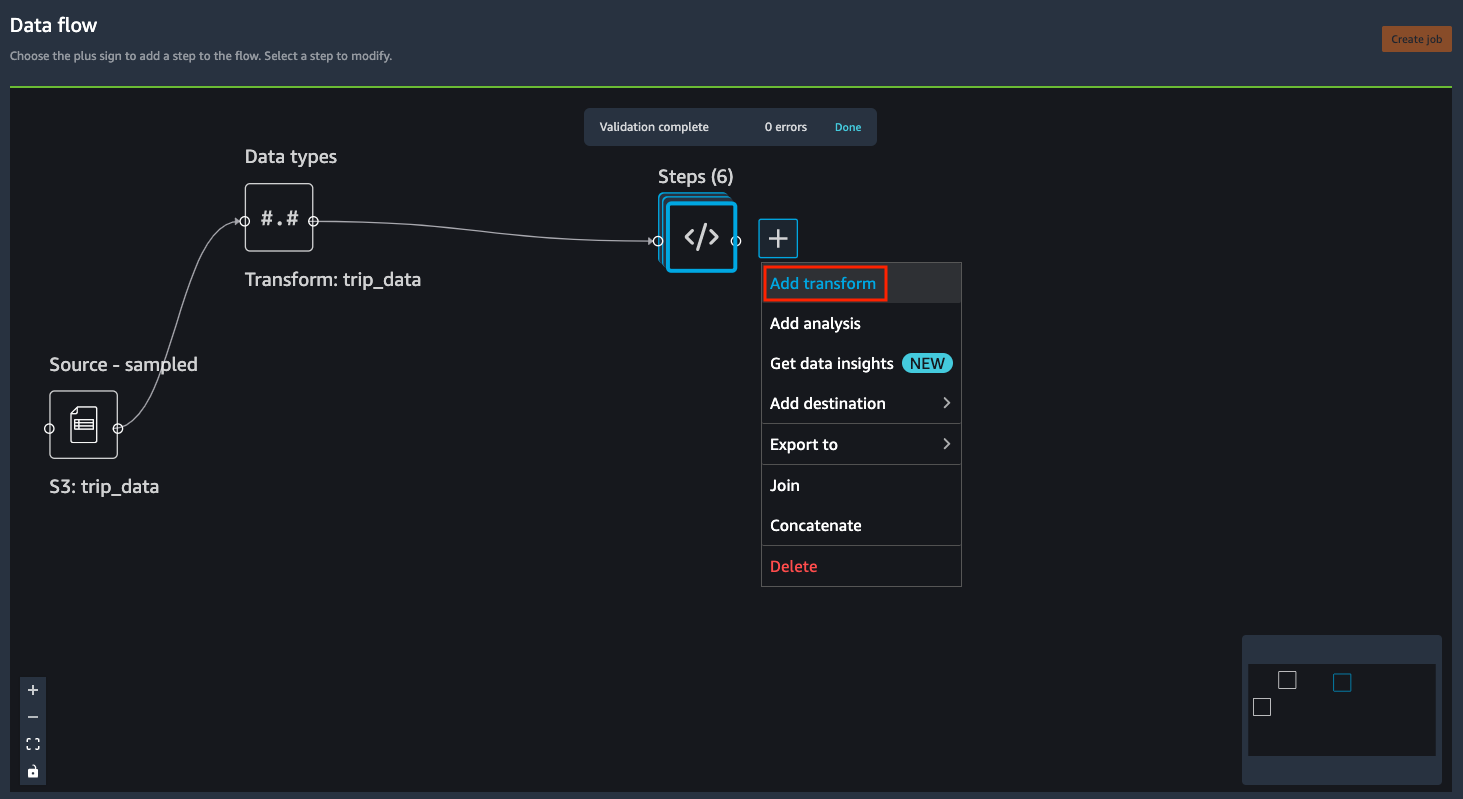 Data flow
Choose the plus sign to add a step to the flow. Select a step to modify.
Create job
Validation complete 0 errors Done
Data types
#.#
Transform: trip_data
Steps (6)
</>
Source - sampled
S3: trip_data
Add transform
Add analysis
Get data insights NEW
Add destination
Export to
Join
Concatenate
Delete